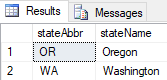 Results Messages
stateAbbr stateName
1 OR Oregon
2 WA Washington